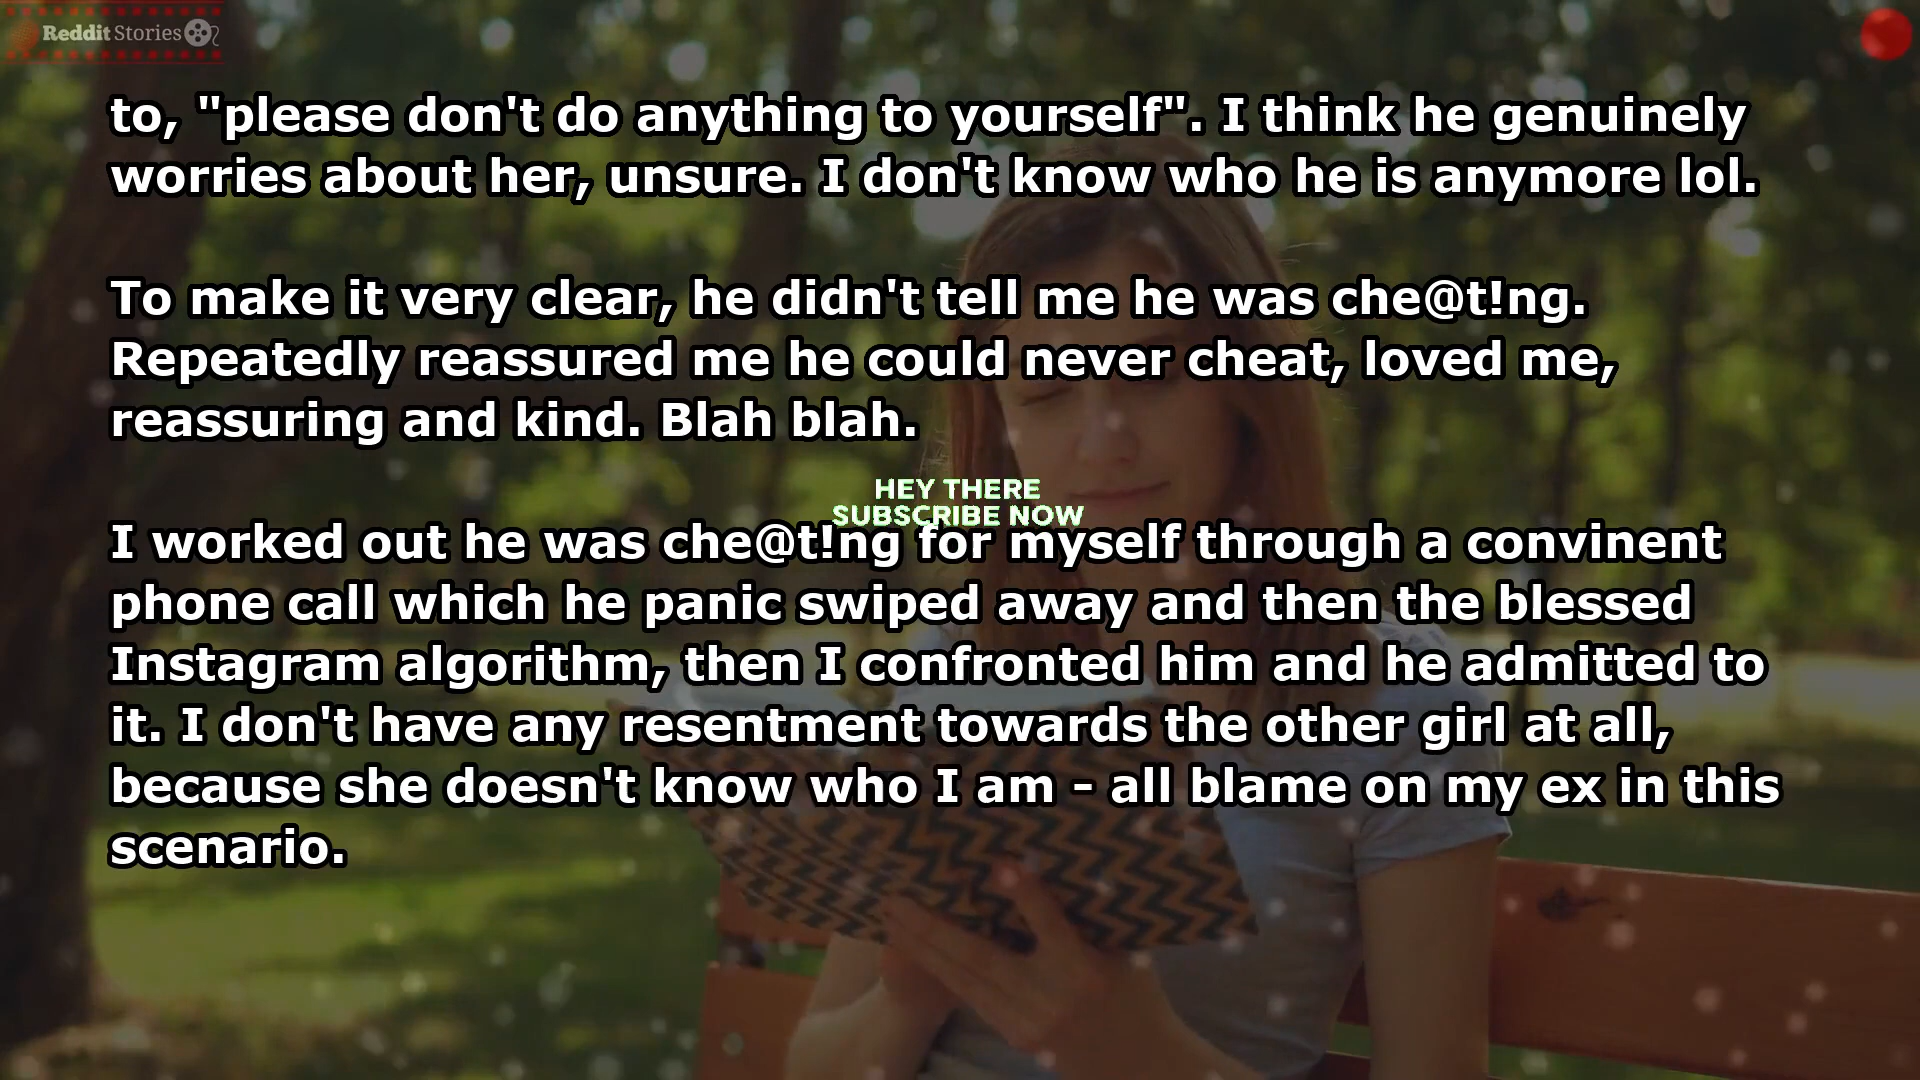 Reddit Stories
to, "please don't do anything to yourself". I think he genuinely
worries about her, unsure. I don't know who he is anymore lol.
To make it very clear, he didn't tell me he was che@t!ng.
Repeatedly reassured me he could never cheat, loved me,
reassuring and kind. Blah blah.
HEY THERE
SUBSCRIBE NOW
I worked out he was che@t!ng for myself through a convinent
phone call which he panic swiped away and then the blessed
Instagram algorithm, then I confronted him and he admitted to
it. I don't have any resentment towards the other girl at all,
because she doesn't know who I am - all blame on my ex in this
scenario.